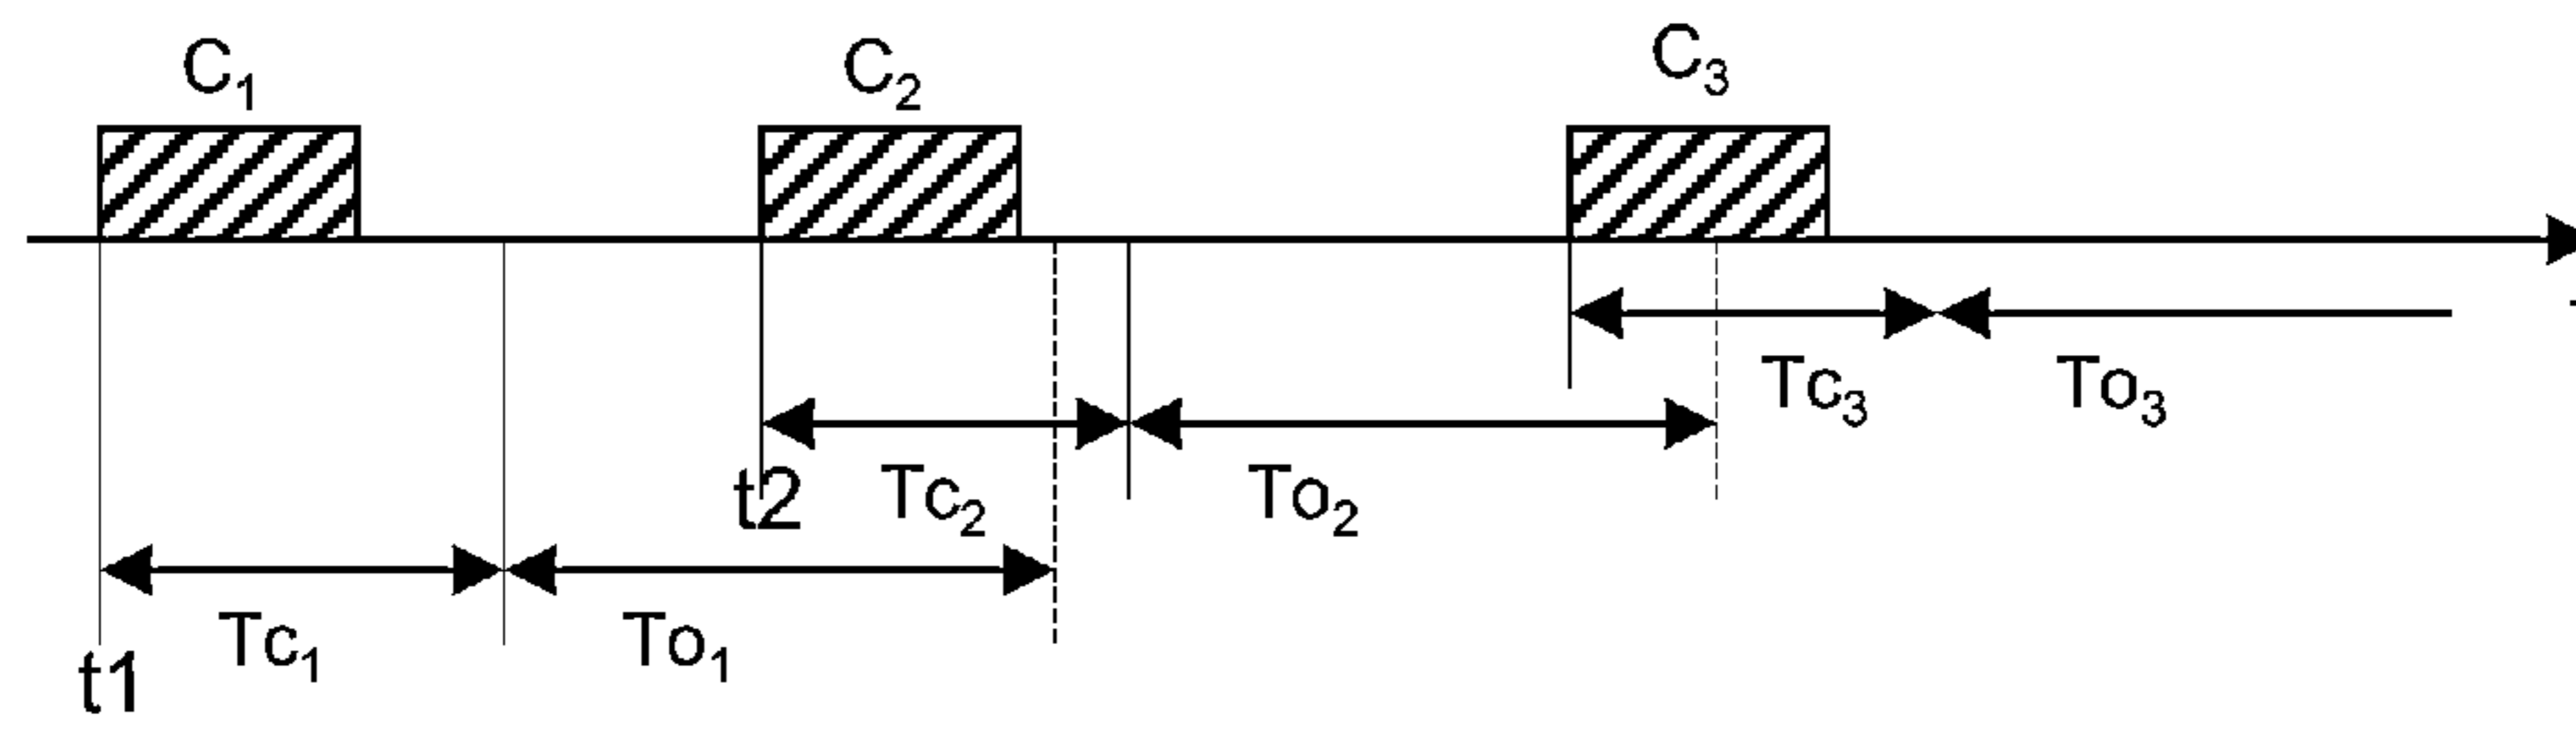 C₁ C₂ C₃
Tc₃ To₃
t2 Tc₂ To₂
Tc₁ To₁
t1